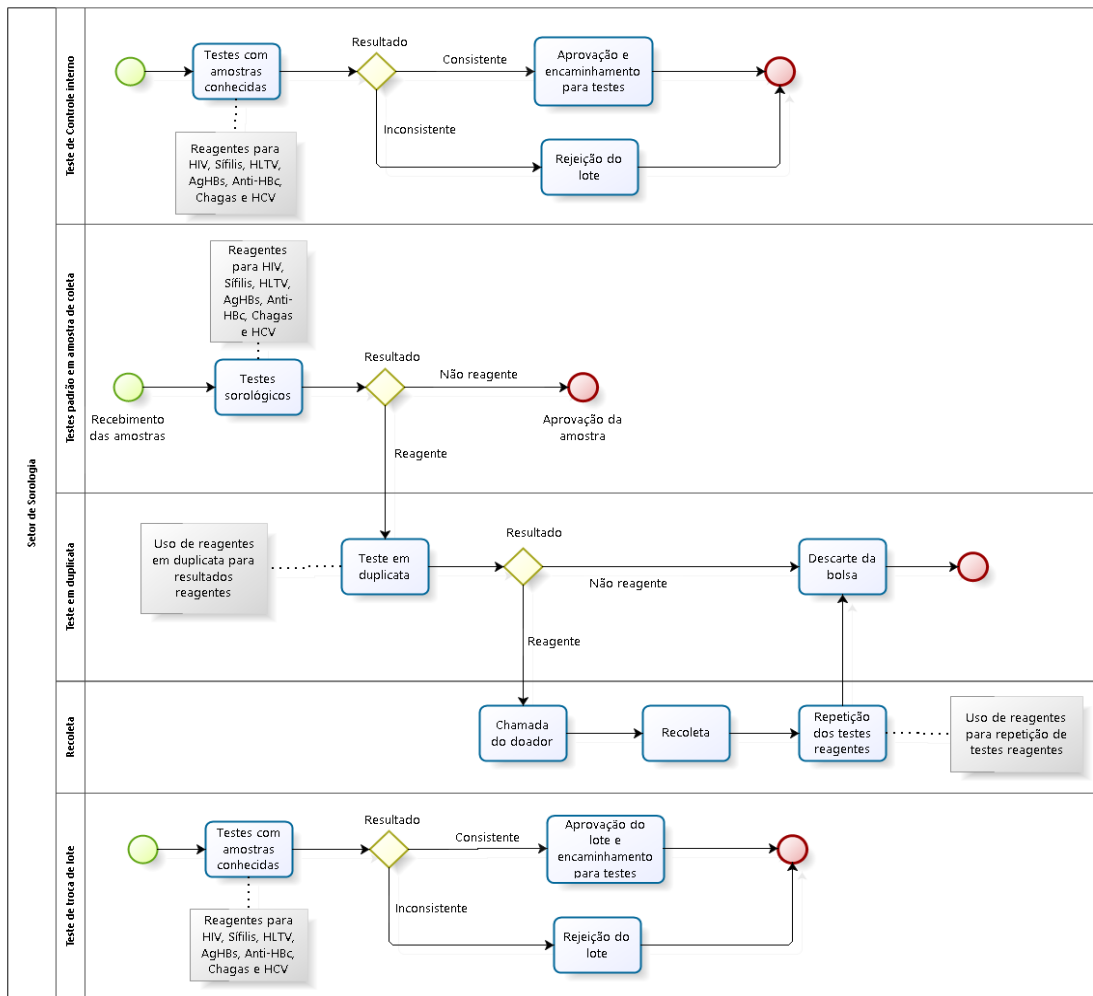 Setor de Sorologia
Teste de Controle interno
Testes com
amostras
conhecidas
Reagentes para
HIV, Sífilis, HLTV,
AgHBs, Anti-HBc,
Chagas e HCV
Resultado
Consistente
Inconsistente
Aprovação e
encaminhamento
para testes
Rejeição do
lote
Testes padrão em amostra de coleta
Reagentes
para HIV,
Sífilis, HLTV,
AgHBs, Anti-
HBc, Chagas
e HCV
Recebimento
das amostras
Testes
sorológicos
Resultado
Não reagente
Reagente
Aprovação da
amostra
Teste em duplicata
Uso de reagentes
em duplicata para
resultados
reagentes
Teste em
duplicata
Resultado
Não reagente
Reagente
Descarte da
bolsa
Recoleta
Chamada
do doador
Recoleta
Repetição
dos testes
reagentes
Uso de reagentes
para repetição de
testes reagentes
Teste de troca de lote
Testes com
amostras
conhecidas
Reagentes para
HIV, Sífilis, HLTV,
AgHBs, Anti-HBc,
Chagas e HCV
Resultado
Consistente
Inconsistente
Aprovação do
lote e
encaminhamento
para testes
Rejeição do
lote